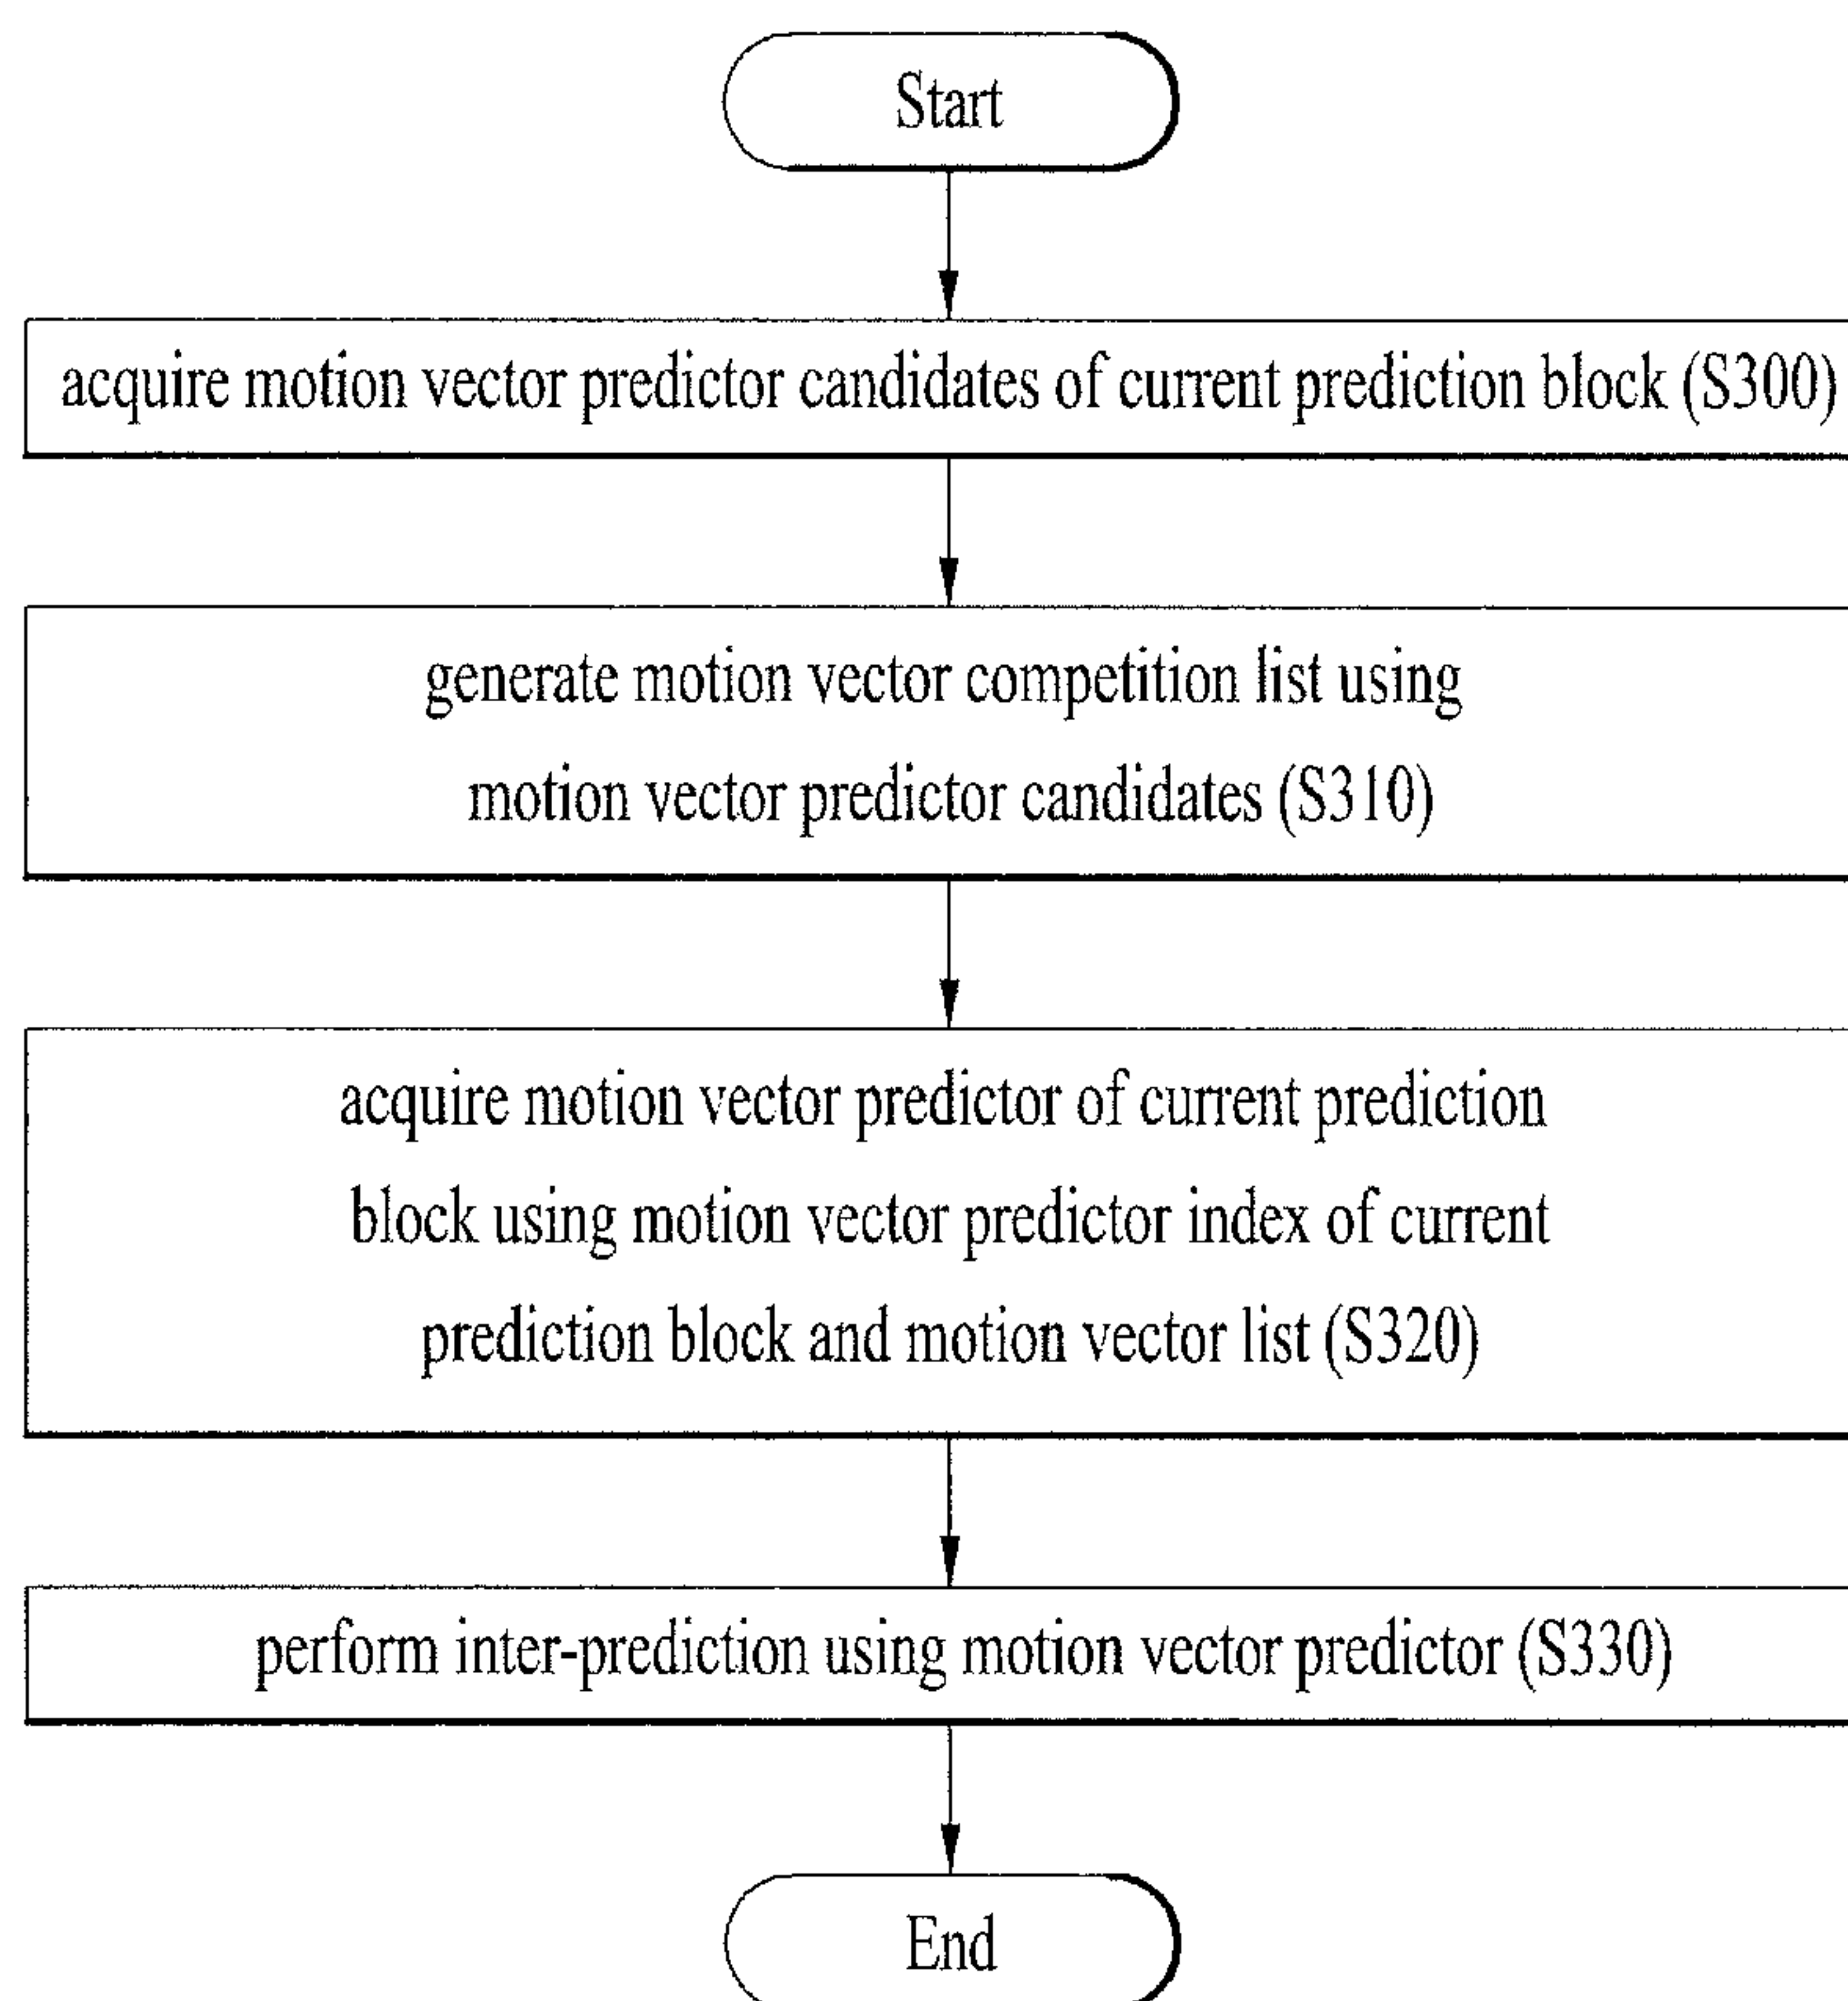 Start
acquire motion vector predictor candidates of current prediction block (S300)
generate motion vector competition list using
motion vector predictor candidates (S310)
acquire motion vector predictor of current prediction
block using motion vector predictor index of current
prediction block and motion vector list (S320)
perform inter-prediction using motion vector predictor (S330)
End